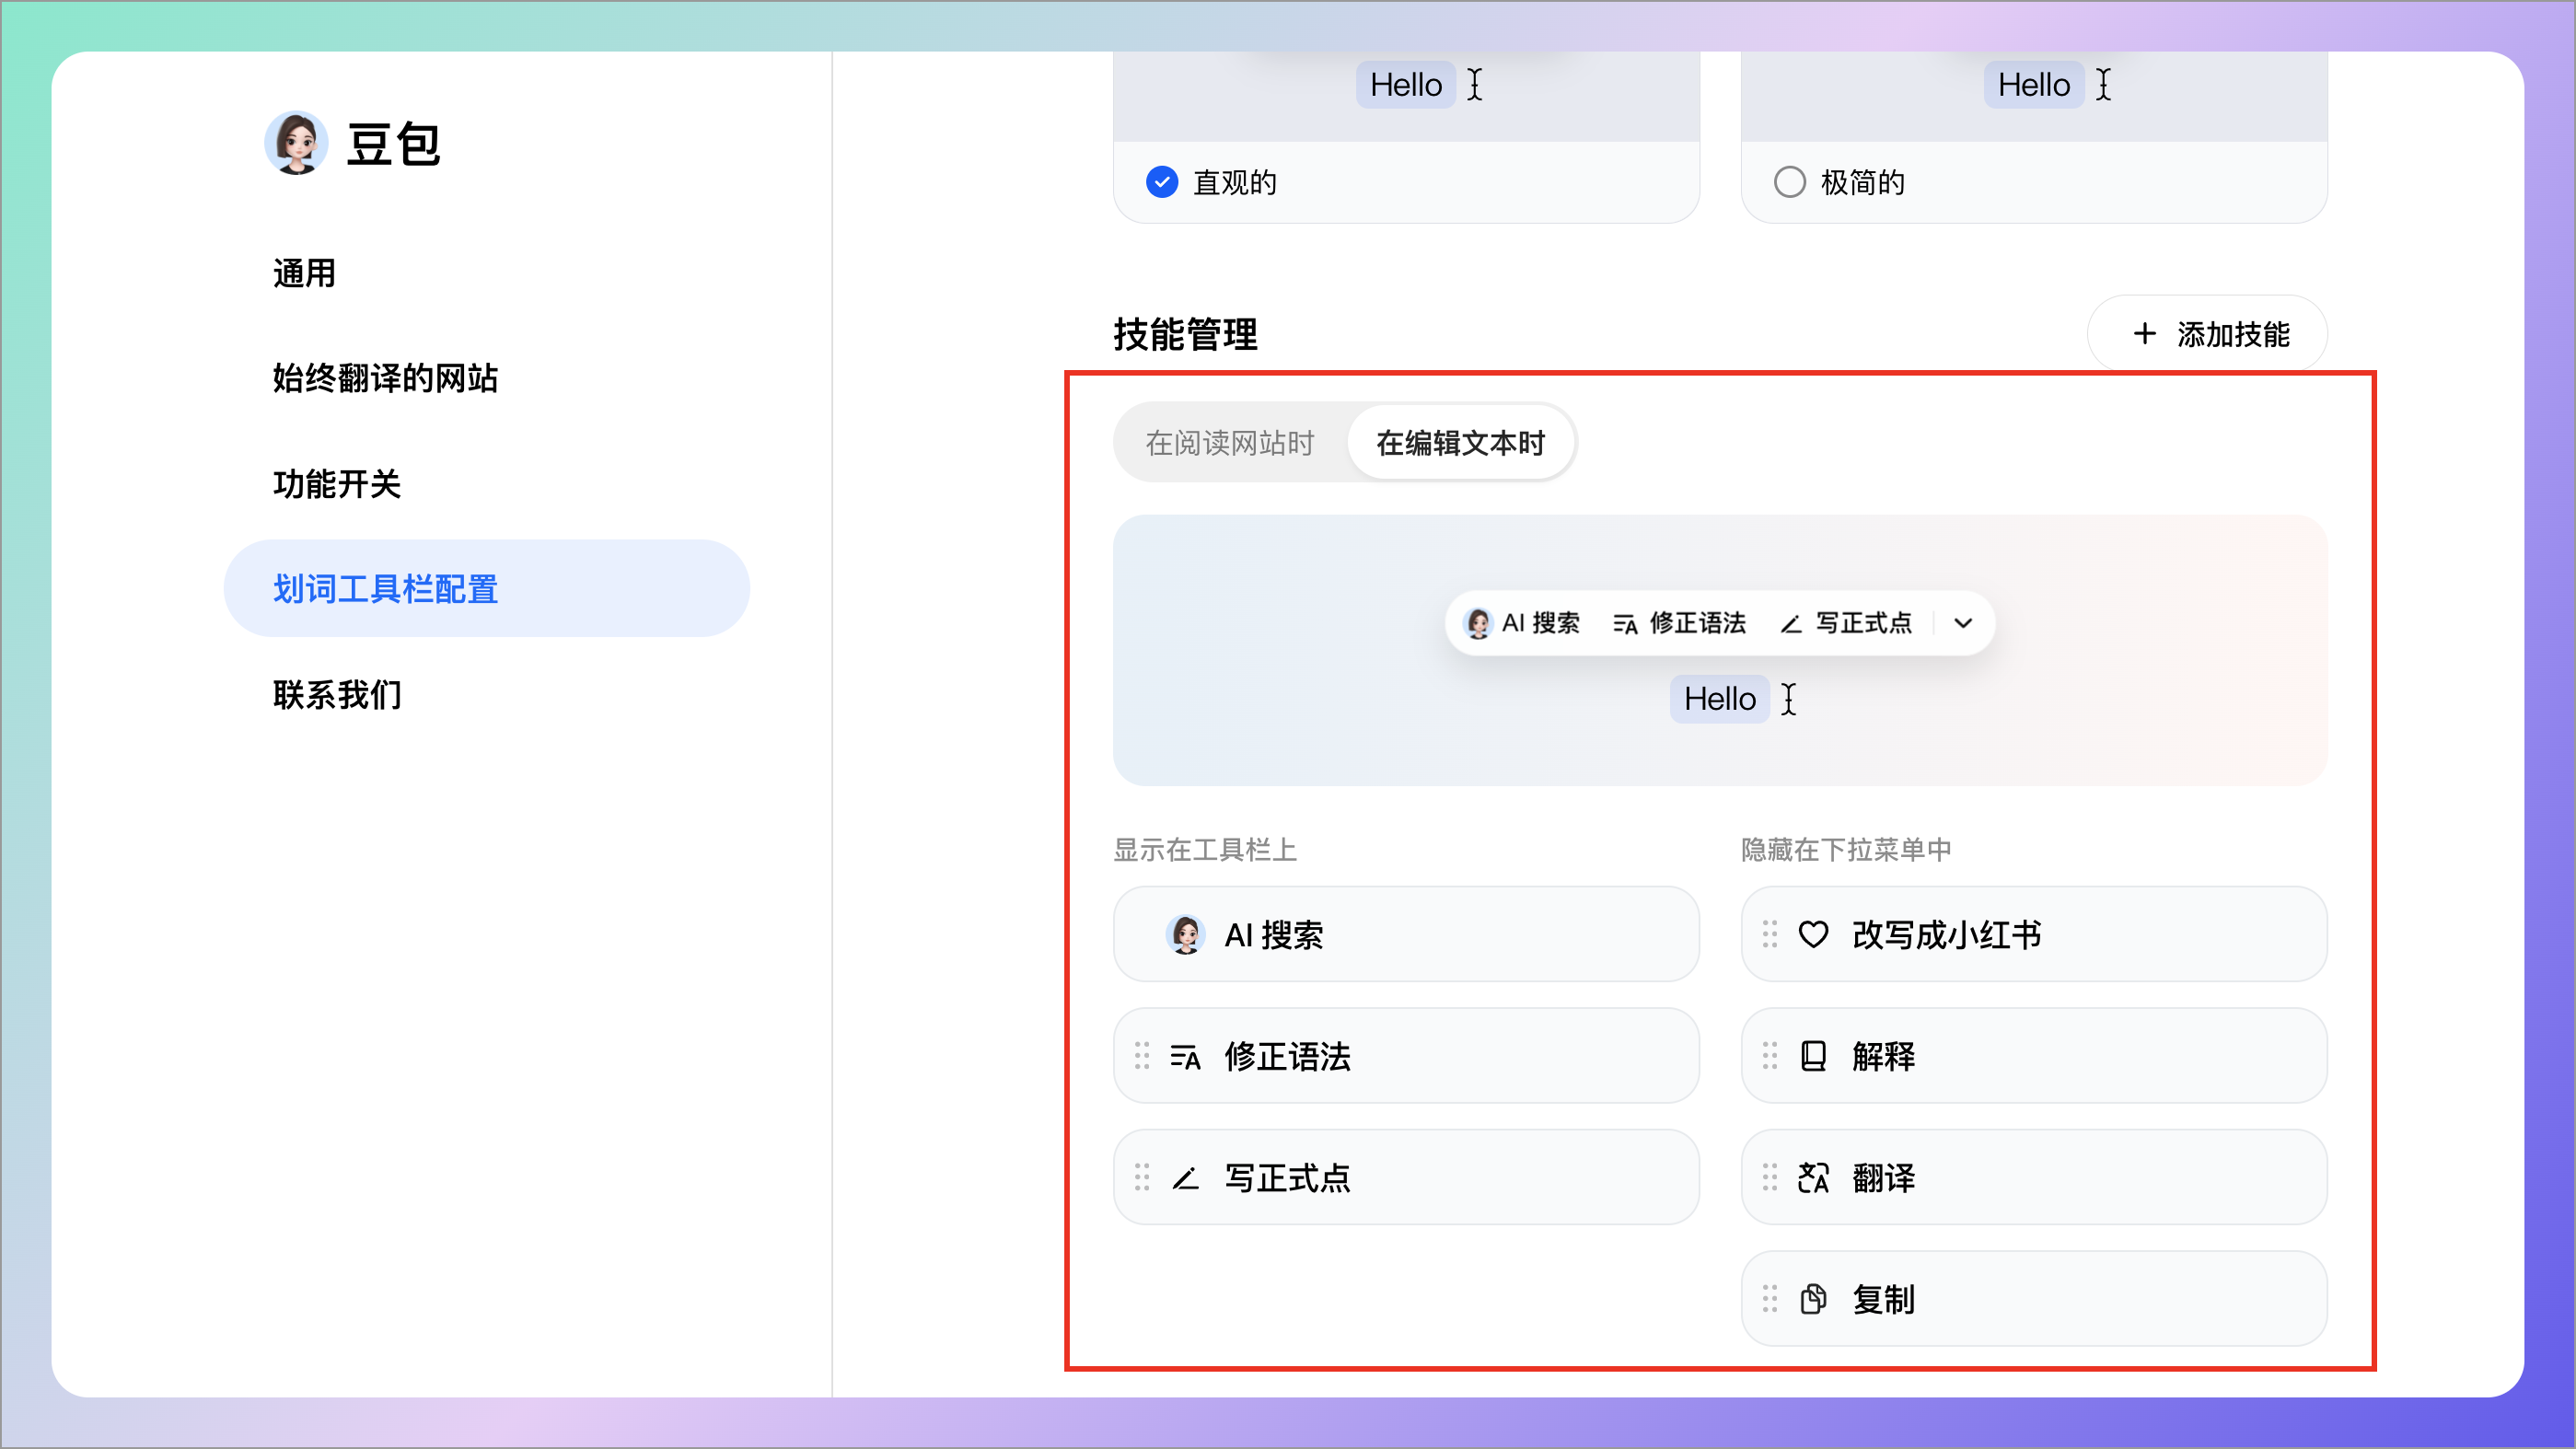 豆包
通用
始终翻译的网站
功能开关
划词工具栏配置
联系我们
Hello
Hello
直观的
极简的
技能管理
添加技能
在阅读网站时
在编辑文本时
AI 搜索 修正语法 写正式点
Hello
显示在工具栏上
隐藏在下拉菜单中
AI 搜索
改写成小红书
修正语法
解释
写正式点
翻译
复制